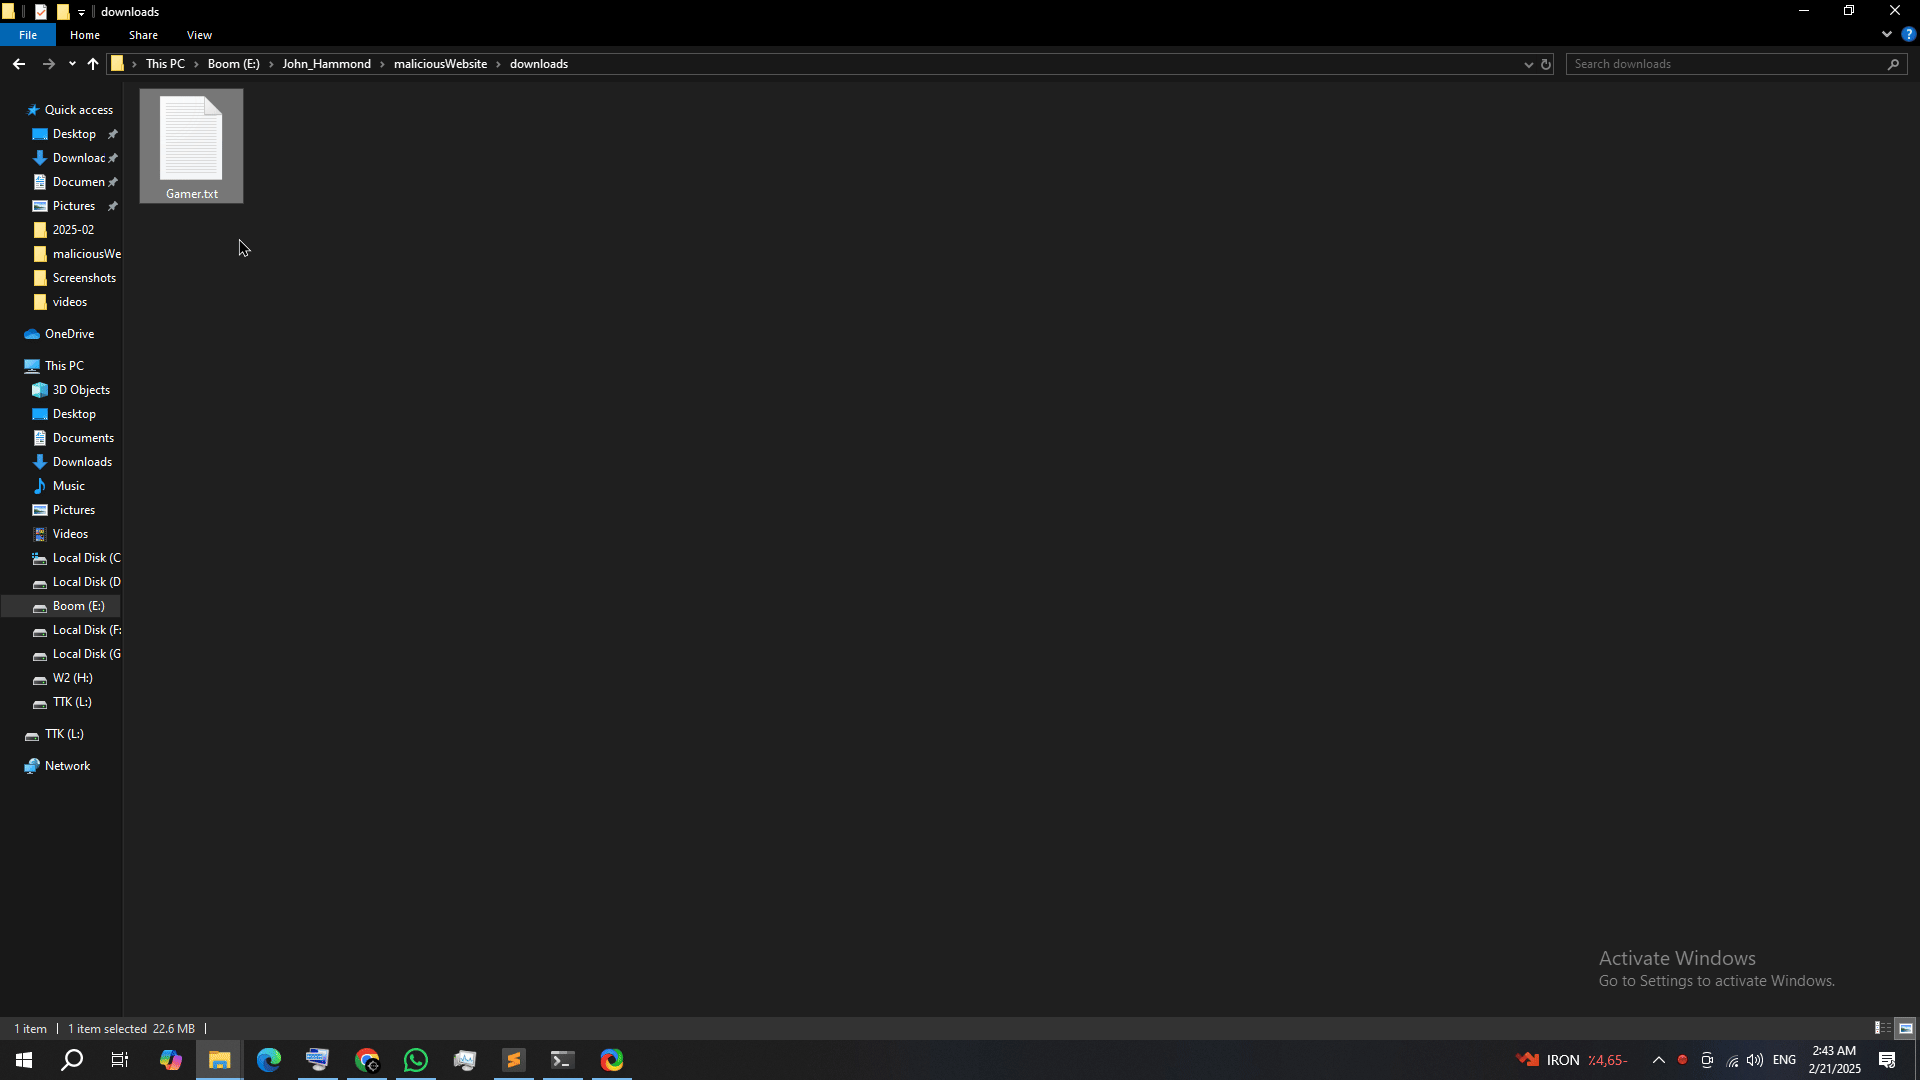 downloads
File
Home
Share
View
This PC
Boom (E:)
John_Hammond
maliciousWebsite
downloads
Search downloads
Quick access
Desktop
Downloac
Documen
Pictures
2025-02
maliciousWe
Screenshots
videos
OneDrive
This PC
3D Objects
Desktop
Documents
Downloads
Music
Pictures
Videos
Local Disk (C
Local Disk (D
Boom (E:)
Local Disk (F:
Local Disk (G
W2 (H:)
TTK (L:)
TTK (L:)
Network
Gamer.txt
Activate Windows
Go to Settings to activate Windows.
1 item
1 item selected 22.6 MB
IRON ٪4,65-
ENG
2:43 AM
2/21/2025